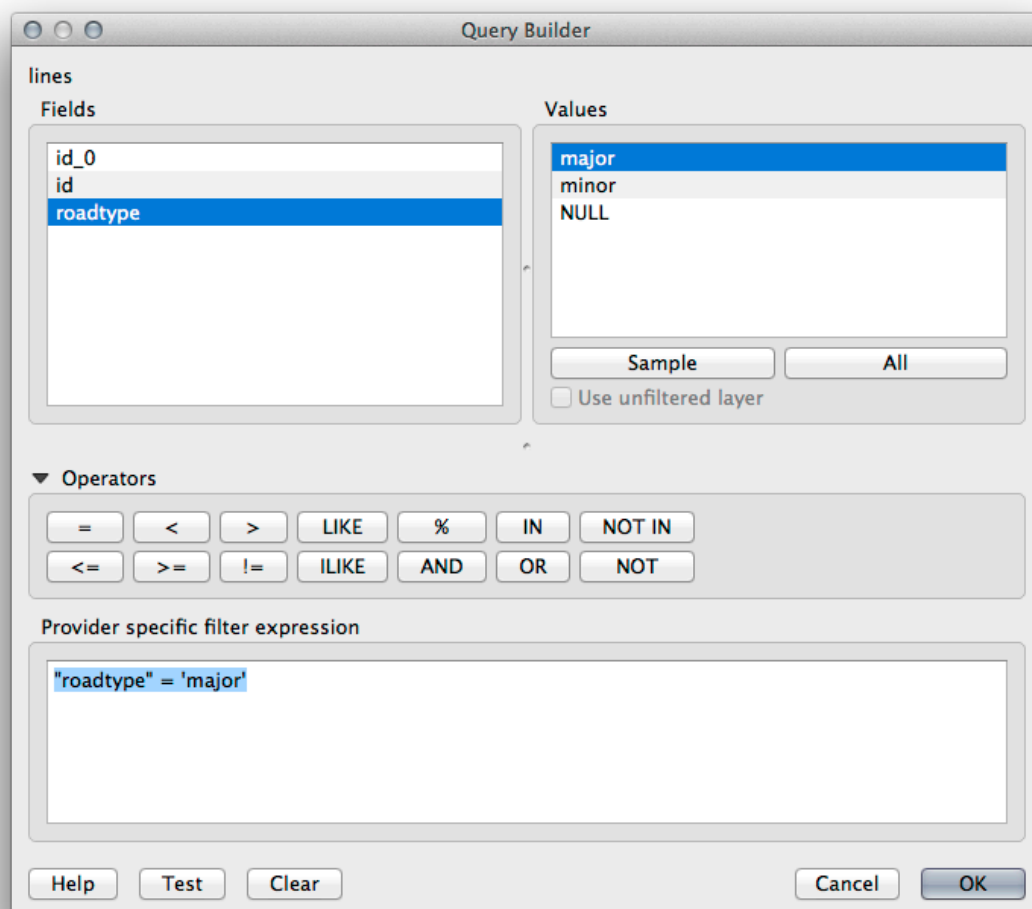 Query Builder
lines
Fields
id_0
id
roadtype
Values
major
minor
NULL
Sample All
Use unfiltered layer
Operators
= < > LIKE % IN NOT IN
<= >= != ILIKE AND OR NOT
Provider specific filter expression
"roadtype" = 'major'
Help Test Clear Cancel OK